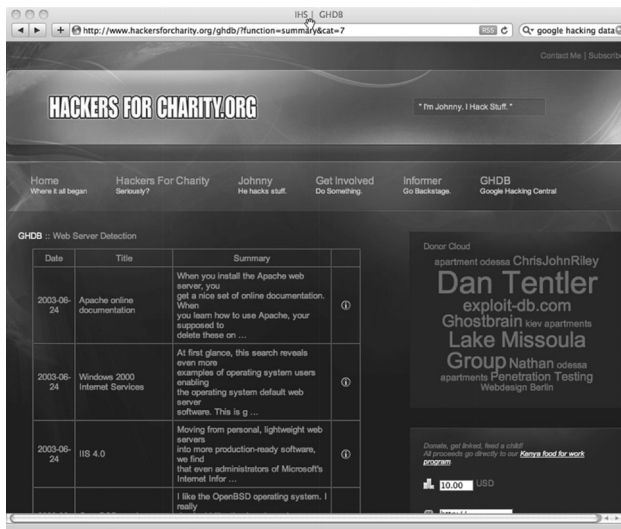 IHS | GHDB
http://www.hackersforcharity.org/ghdb/?function=summary&cat=7
RSS
google hacking data
Contact Me | Subscribe
HACKERS FOR CHARITY.ORG
" I'm Johnny. I Hack Stuff. "
Home
Where it all began
Hackers For Charity
Seriously?
Johnny
He hacks stuff.
Get Involved
Do Something.
Informer
Go Backstage.
GHDB
Google Hacking Central
GHDB :: Web Server Detection
Date Title Summary
2003-06-
24
Apache online
documentation
When you install the Apache web
server, you
get a nice set of online documentation.
When
you learn how to use Apache, your
supposed to
delete these on ...
2003-06-
24
Windows 2000
Internet Services
At first glance, this search reveals
even more
examples of operating system users
enabling
the operating system default web
server
software. This is g ...
2003-06-
24
IIS 4.0
Moving from personal, lightweight web
servers
into more production-ready software,
we find
that even administrators of Microsoft's
Internet Infor ...
I like the OpenBSD operating system. I
really
Donor Cloud
apartment odessa ChrisJohnRiley
Dan Tentler
exploit-db.com
Ghostbrain kiev apartments
Lake Missoula
Group Nathan odessa
apartments Penetration Testing
Webdesign Berlin
Donate, get linked, feed a child!
All proceeds go directly to our Kenya food for work
program.
10.00 USD